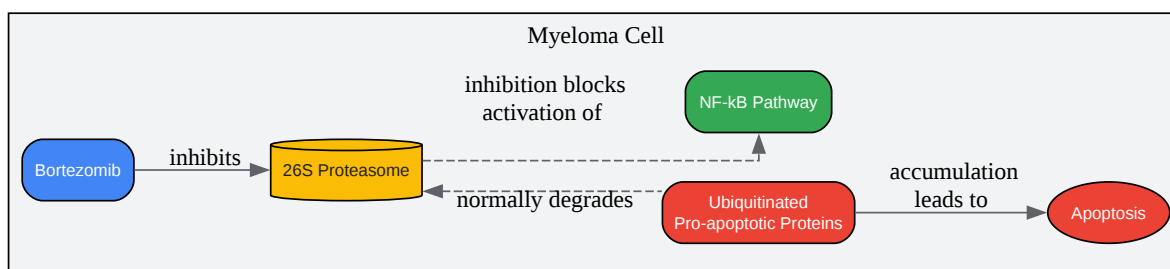 Myeloma Cell
inhibition blocks
activation of
NF-kB Pathway
Bortezomib
inhibits
26S Proteasome
normally degrades
Ubiquitinated
Pro-apoptotic Proteins
accumulation
leads to
Apoptosis